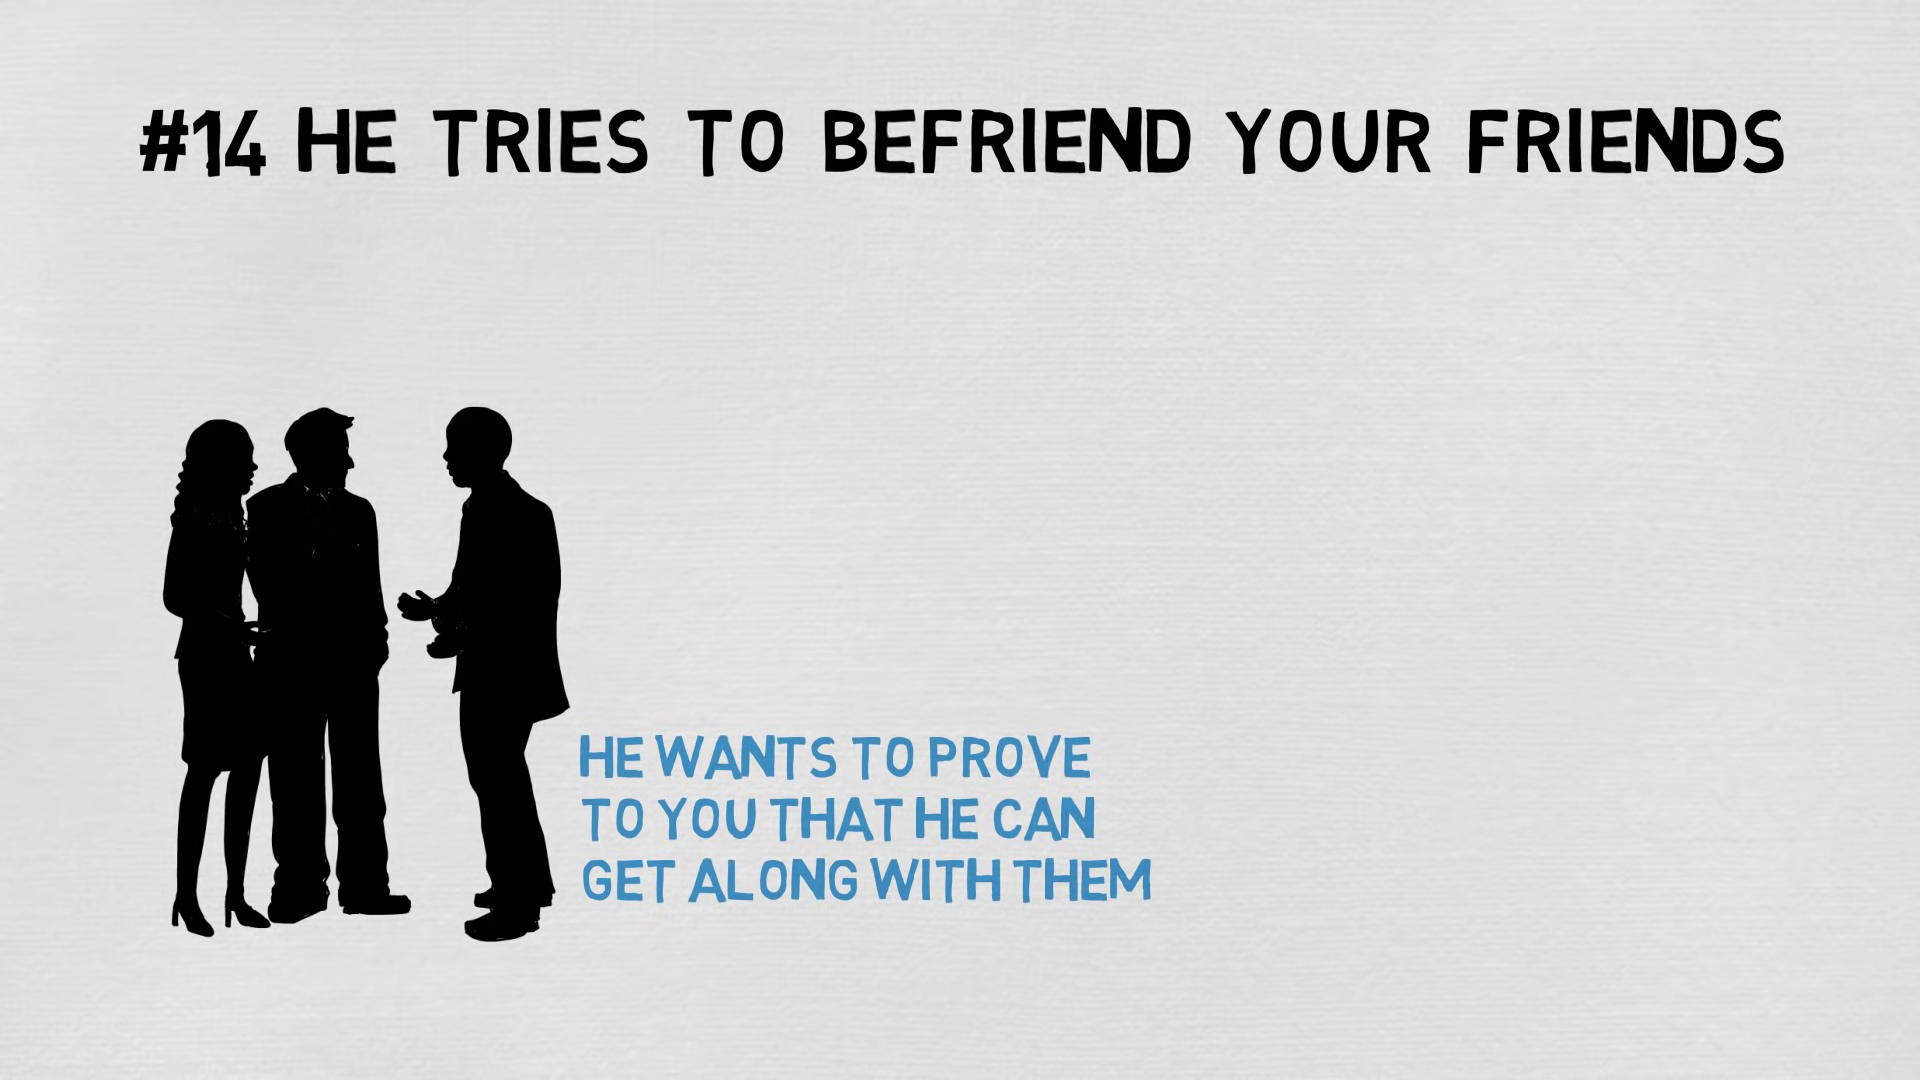 #14 HE TRIES TO BEFRIEND YOUR FRIENDS
HE WANTS TO PROVE
TO YOU THAT HE CAN
GET ALONG WITH THEM